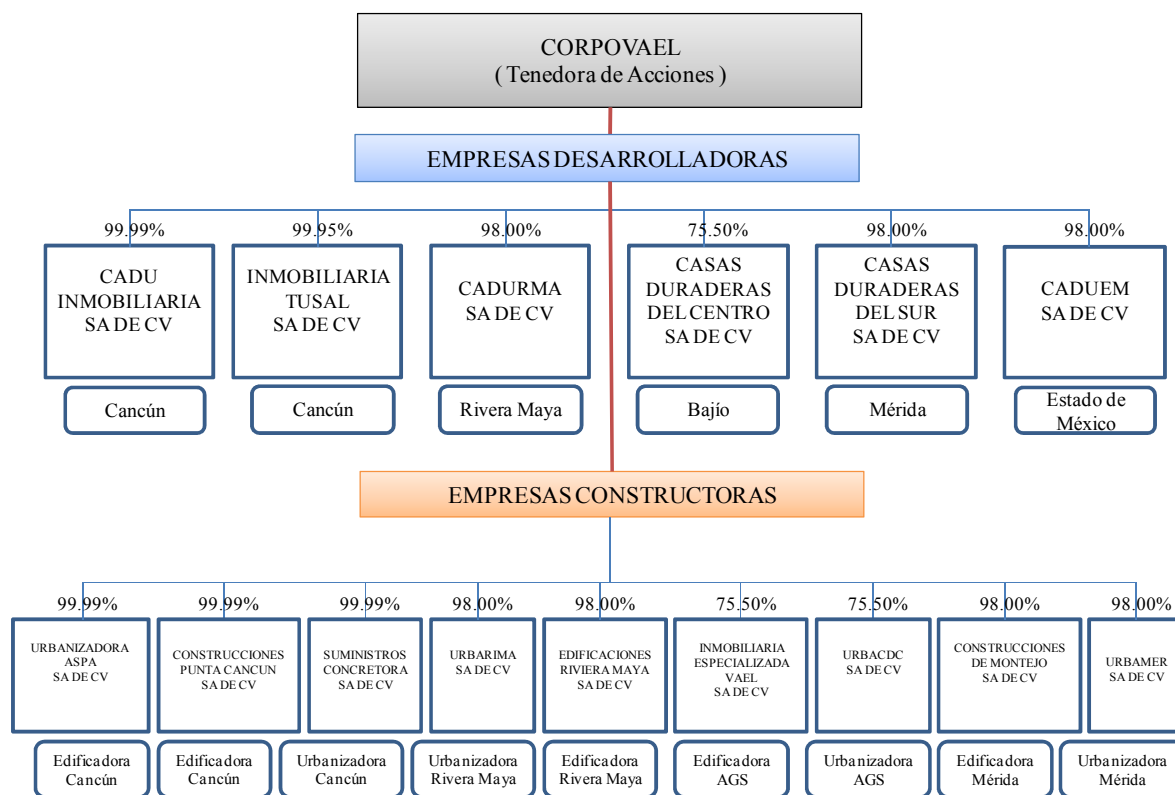 CORPOVAEL
( Tenedora de Acciones )
EMPRESAS DESARROLLADORAS
99.99%
99.95%
98.00%
75.50%
98.00%
98.00%
CADU
INMOBILIARIA
SA DE CV
INMOBILIARIA
TUSAL
SA DE CV
CADURMA
SA DE CV
CASAS
DURADERAS
DEL CENTRO
SA DE CV
CASAS
DURADERAS
DEL SUR
SA DE CV
CADUEM
SA DE CV
Cancún
Cancún
Rivera Maya
Bajío
Mérida
Estado de
México
EMPRESAS CONSTRUCTORAS
99.99%
99.99%
99.99%
98.00%
98.00%
75.50%
75.50%
98.00%
98.00%
URBANIZADORA
ASPA
SA DE CV
CONSTRUCCIONES
PUNTA CANCUN
SA DE CV
SUMINISTROS
CONCRETORA
SA DE CV
URBARIMA
SA DE CV
EDIFICACIONES
RIVIERA MAYA
SA DE CV
INMOBILIARIA
ESPECIALIZADA
VAEL
SA DE CV
URBACDC
SA DE CV
CONSTRUCCIONES
DE MONTEJO
SA DE CV
URBAMER
SA DE CV
Edificadora
Cancún
Edificadora
Cancún
Urbanizadora
Cancún
Urbanizadora
Rivera Maya
Edificadora
Rivera Maya
Edificadora
AGS
Urbanizadora
AGS
Edificadora
Mérida
Urbanizadora
Mérida